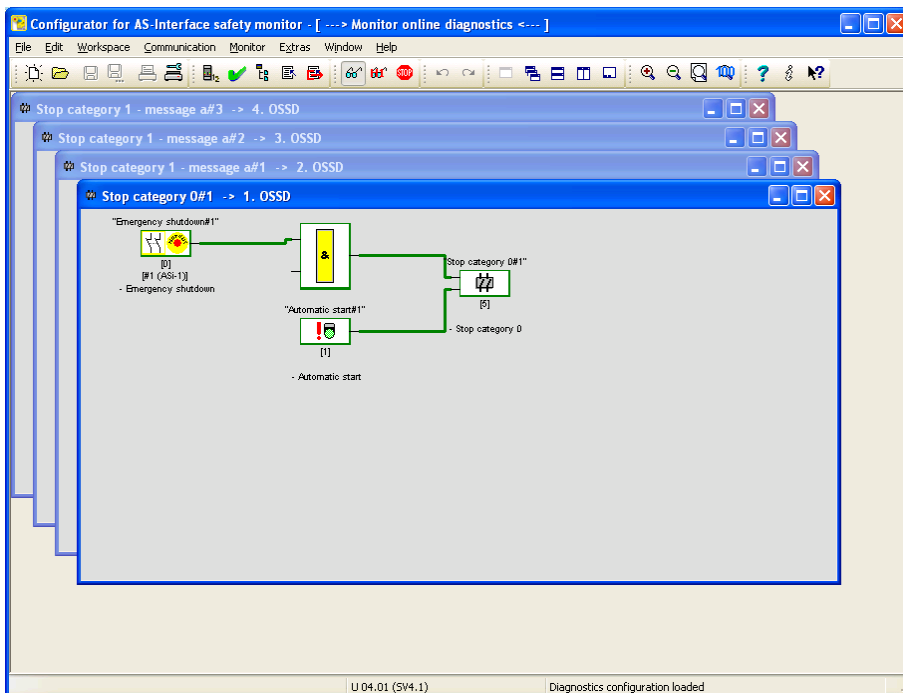 Configurator for AS-Interface safety monitor - [ ---> Monitor online diagnostics <--- ]
File Edit Workspace Communication Monitor Extras Window Help
STOP
Stop category 1 - message a#3 -> 4. OSSD
Stop category 1 - message a#2 -> 3. OSSD
Stop category 1 - message a#1 -> 2. OSSD
Stop category 0#1 -> 1. OSSD
"Emergency shutdown#1"
[0]
[#1 (ASi-1)]
- Emergency shutdown
&
"Automatic start#1"
[1]
- Automatic start
"Stop category 0#1"
[5]
- Stop category 0
U 04.01 (SV4.1) Diagnostics configuration loaded